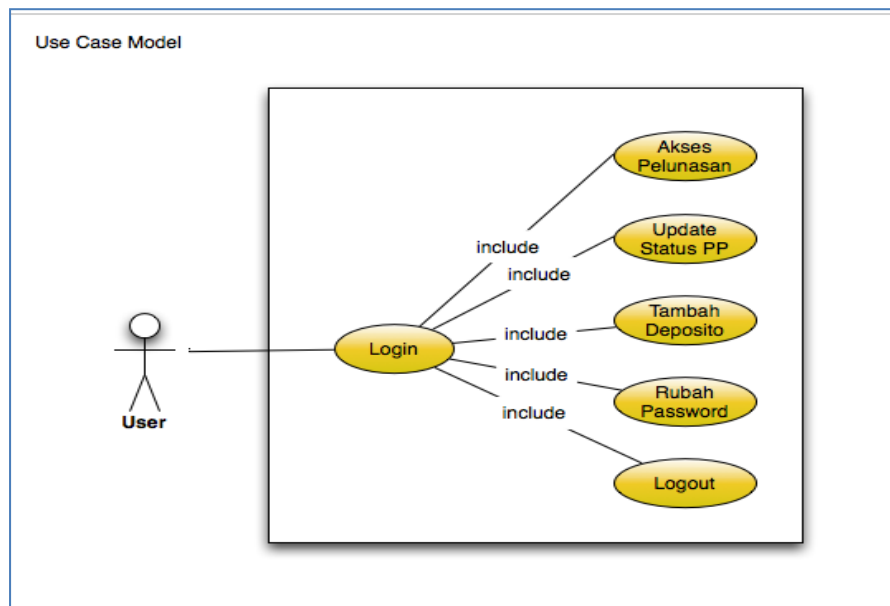 Use Case Model
Akses
Pelunasan
include
Update
Status PP
include
Tambah
Deposito
include
Login
include
Rubah
Password
include
User
Logout